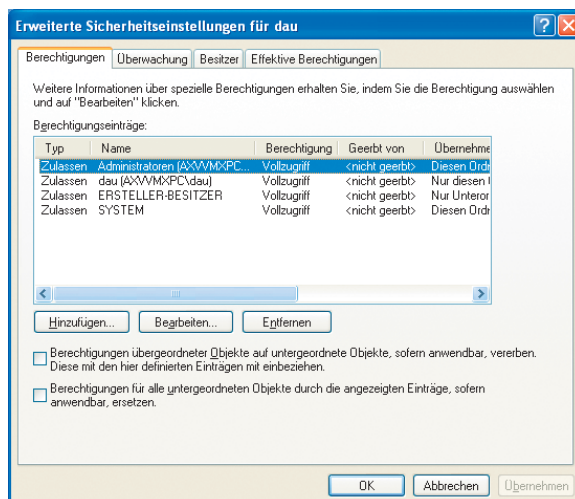 Erweiterte Sicherheitseinstellungen für dau
Berechtigungen Überwachung Besitzer Effektive Berechtigungen
Weitere Informationen über spezielle Berechtigungen erhalten Sie, indem Sie die Berechtigung auswählen
und auf "Bearbeiten" klicken.
Berechtigungseinträge:
Typ Name Berechtigung Geerbt von Übernehme
Zulassen Administratoren (AXVVMXPC... Vollzugriff <nicht geerbt> Diesen Ord
Zulassen dau (AXVVMXPC\dau) Vollzugriff <nicht geerbt> Nur diesen
Zulassen ERSTELLER-BESITZER Vollzugriff <nicht geerbt> Nur Unteror
Zulassen SYSTEM Vollzugriff <nicht geerbt> Diesen Ord
Hinzufügen... Bearbeiten... Entfernen
Berechtigungen übergeordneter Objekte auf untergeordnete Objekte, sofern anwendbar, vererben.
Diese mit den hier definierten Einträgen mit einbeziehen.
Berechtigungen für alle untergeordneten Objekte durch die angezeigten Einträge, sofern
anwendbar, ersetzen.
OK Abbrechen Übernehmen